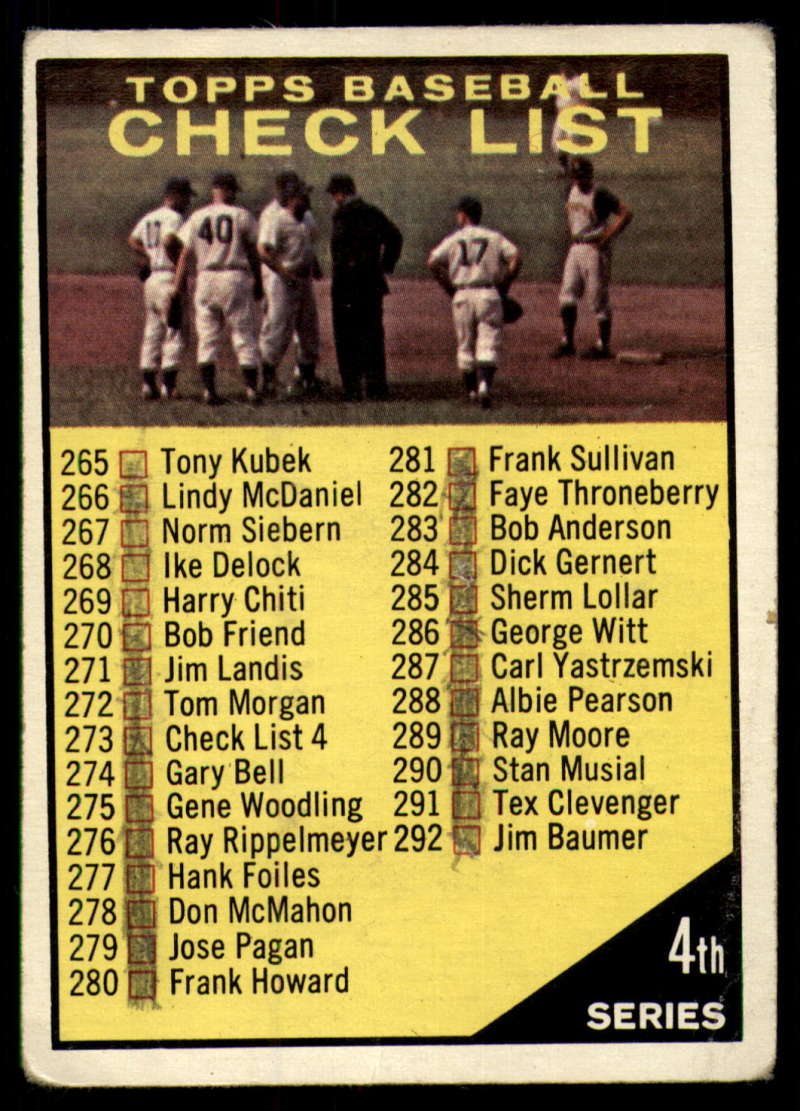 TOPPS BASEBALL
CHECK LIST
17
40
17
265 Tony Kubek
266 Lindy McDaniel
267 Norm Siebern
268 Ike Delock
269 Harry Chiti
270 Bob Friend
271 Jim Landis
272 Tom Morgan
273 Check List 4
274 Gary Bell
275 Gene Woodling
276 Ray Rippelmeyer
277 Hank Foiles
278 Don McMahon
279 Jose Pagan
280 Frank Howard
281 Frank Sullivan
282 Faye Throneberry
283 Bob Anderson
284 Dick Gernert
285 Sherm Lollar
286 George Witt
287 Carl Yastrzemski
288 Albie Pearson
289 Ray Moore
290 Stan Musial
291 Tex Clevenger
292 Jim Baumer
4th
SERIES